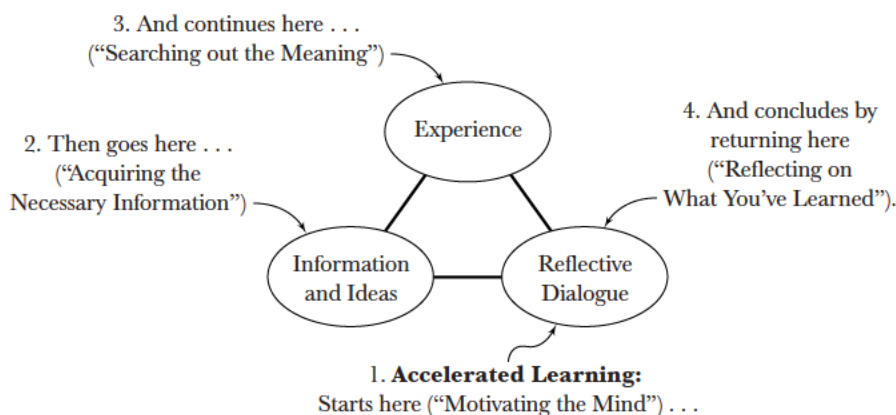 3. And continues here . . .
(“Searching out the Meaning”)
Experience
4. And concludes by
returning here
(“Reflecting on
What You’ve Learned”).
2. Then goes here . . .
(“Acquiring the
Necessary Information”)
Information
and Ideas
Reflective
Dialogue
1. Accelerated Learning:
Starts here (“Motivating the Mind”) . . .